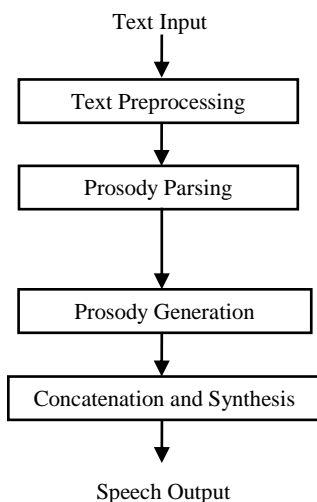 Text Input
Text Preprocessing
Prosody Parsing
Prosody Generation
Concatenation and Synthesis
Speech Output